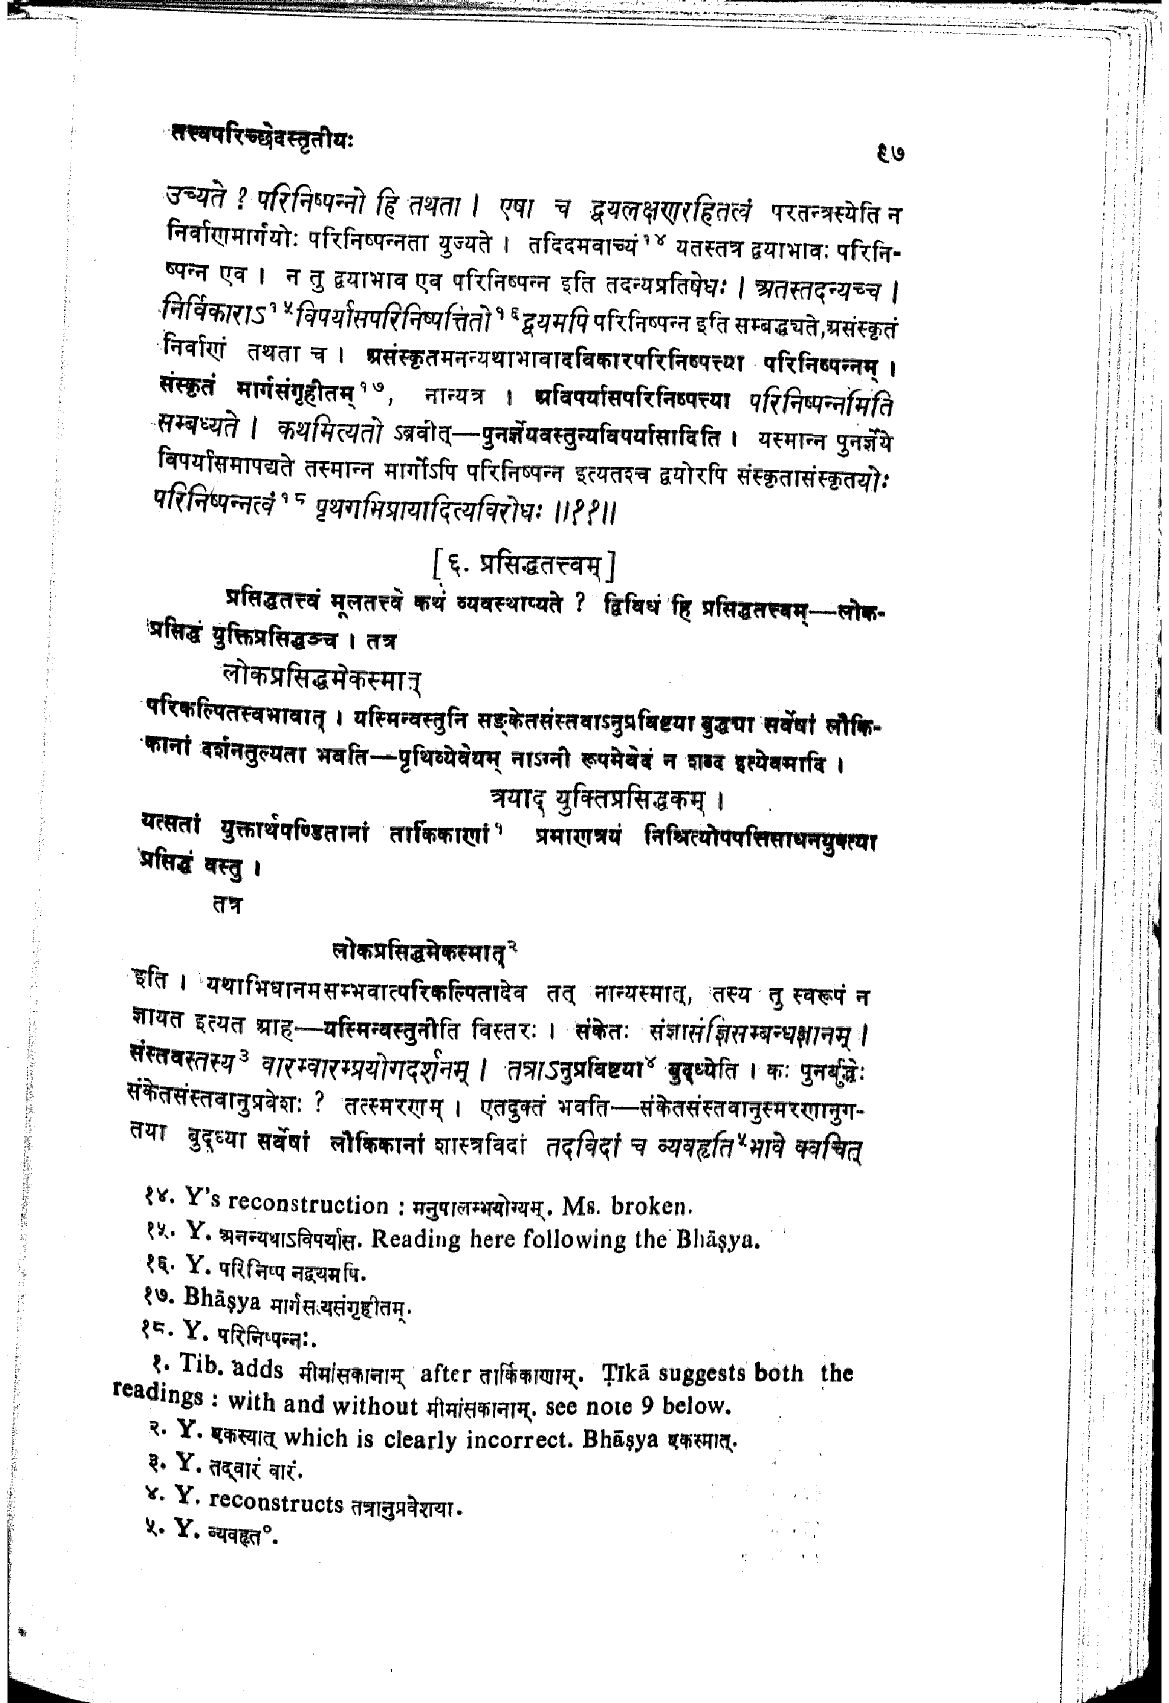 तत्त्वपरिच्छेदस्तृतीयः
९७
उच्यते ? परिनिष्पन्नो हि तथता । एषा च द्वयलक्षणरहितत्वं परतन्त्रस्येति न
निर्वाणमार्गयोः परिनिष्पन्नता युज्यते । तदिदमवाच्यं१४ यतस्तत्र द्वयाभावः परिनि-
ष्पन्न एव । न तु द्वयाभाव एव परिनिष्पन्न इति तदन्यप्रतिषेधः । अतस्तदन्यच्च ।
निर्विकाराऽ१५विपर्यासपरिनिष्पत्तितो१६ द्वयमपि परिनिष्पन्न इति सम्बद्ध्यते,असंस्कृतं
निर्वाणं तथता च । असंस्कृतमनन्यथाभावादविकारपरिनिष्पत्त्या परिनिष्पन्नम् ।
संस्कृतं मार्गसंगृहीतम्१७, नान्यत्र । अविपर्यासपरिनिष्पत्त्या परिनिष्पन्नमिति
सम्बध्यते । कथमित्यतो ऽब्रवीत्—पुनर्ज्ञेयवस्तुन्यविपर्यासादिति । यस्मान्न पुनर्ज्ञेये
विपर्यासमापद्यते तस्मान्न मार्गोऽपि परिनिष्पन्न इत्यतश्च द्वयोरपि संस्कृतासंस्कृतयोः
परिनिष्पन्नत्वं१८ पृथगभिप्रायादित्यविरोधः ॥११॥
[ ६. प्रसिद्धतत्त्वम् ]
प्रसिद्धतत्त्वं मूलतत्त्वे कथं व्यवस्थाप्यते ? द्विविधं हि प्रसिद्धतत्त्वम्—लोक-
प्रसिद्धं युक्तिप्रसिद्धञ्च । तत्र
लोकप्रसिद्धमेकस्मात्
परिकल्पितस्वभावात् । यस्मिन्वस्तुनि सङ्केतसंस्तवाऽनुप्रविष्टया बुद्ध्या सर्वेषां लौकि-
कानां दर्शनतुल्यता भवति—पृथिव्येवेयम् नाऽग्नी रूपमेवेदं न शब्द इत्येवमादि ।
त्रयाद् युक्तिप्रसिद्धकम् ।
यत्सतां युक्तार्थपण्डितानां तार्किकाणां१ प्रमाणत्रयं निश्रित्योपपत्तिसाधनयुक्त्या
प्रसिद्धं वस्तु ।
तत्र
लोकप्रसिद्धमेकस्मात्२
इति । यथाभिधानमसम्भवात्परिकल्पितादेव तत् नान्यस्मात्, तस्य तु स्वरूपं न
ज्ञायत इत्यत आह—यस्मिन्वस्तुनीति विस्तरः । संकेतः संज्ञासंज्ञिसम्बन्धज्ञानम् ।
संस्तवस्तस्य३ वारम्वारम्प्रयोगदर्शनम् । तत्राऽनुप्रविष्टया४ बुद्ध्येति । कः पुनर्बुद्धेः
संकेतसंस्तवानुप्रवेशः ? तत्स्मरणम् । एतदुक्तं भवति—संकेतसंस्तवानुस्मरणानुग-
तया बुद्ध्या सर्वेषां लौकिकानां शास्त्रविदां तदविदां च व्यवहृति५भावे क्वचित्
१४. Y's reconstruction : मनुपालम्भयोग्यम्. Ms. broken.
१५. Y. अनन्यथाऽविपर्यास. Reading here following the Bhāṣya.
१६. Y. परिनिष्प नद्वयमपि.
१७. Bhāṣya मार्गसत्यसंगृहीतम्.
१८. Y. परिनिष्पन्नः.
१. Tib. adds मीमांसकानाम् after तार्किकाणाम्. Ṭīkā suggests both the
readings : with and without मीमांसकानाम्. see note 9 below.
२. Y. एकस्यात् which is clearly incorrect. Bhāṣya एकस्मात्.
३. Y. तद्वारं वारं.
४. Y. reconstructs तत्रानुप्रवेशया.
५. Y. व्यवहृत°.